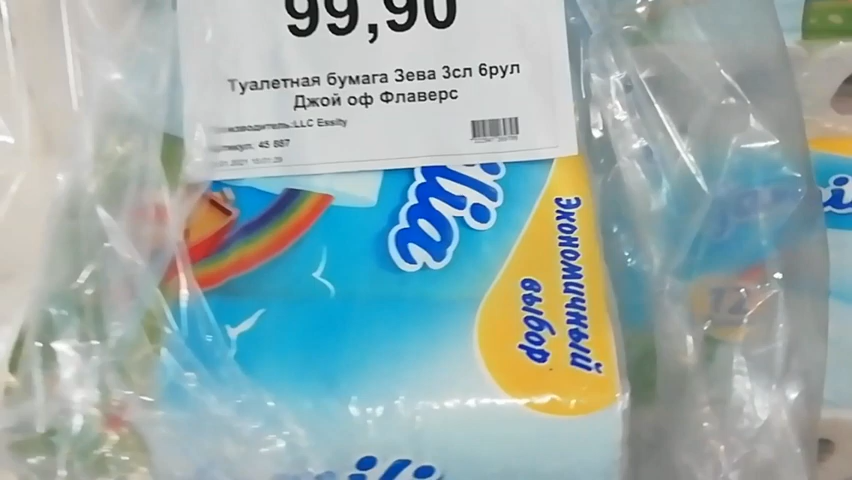 99,90
Туалетная бумага Зева 3сл 6рул
Джой оф Флаверс
LLC Essity
45 887
Экономичный
выбор